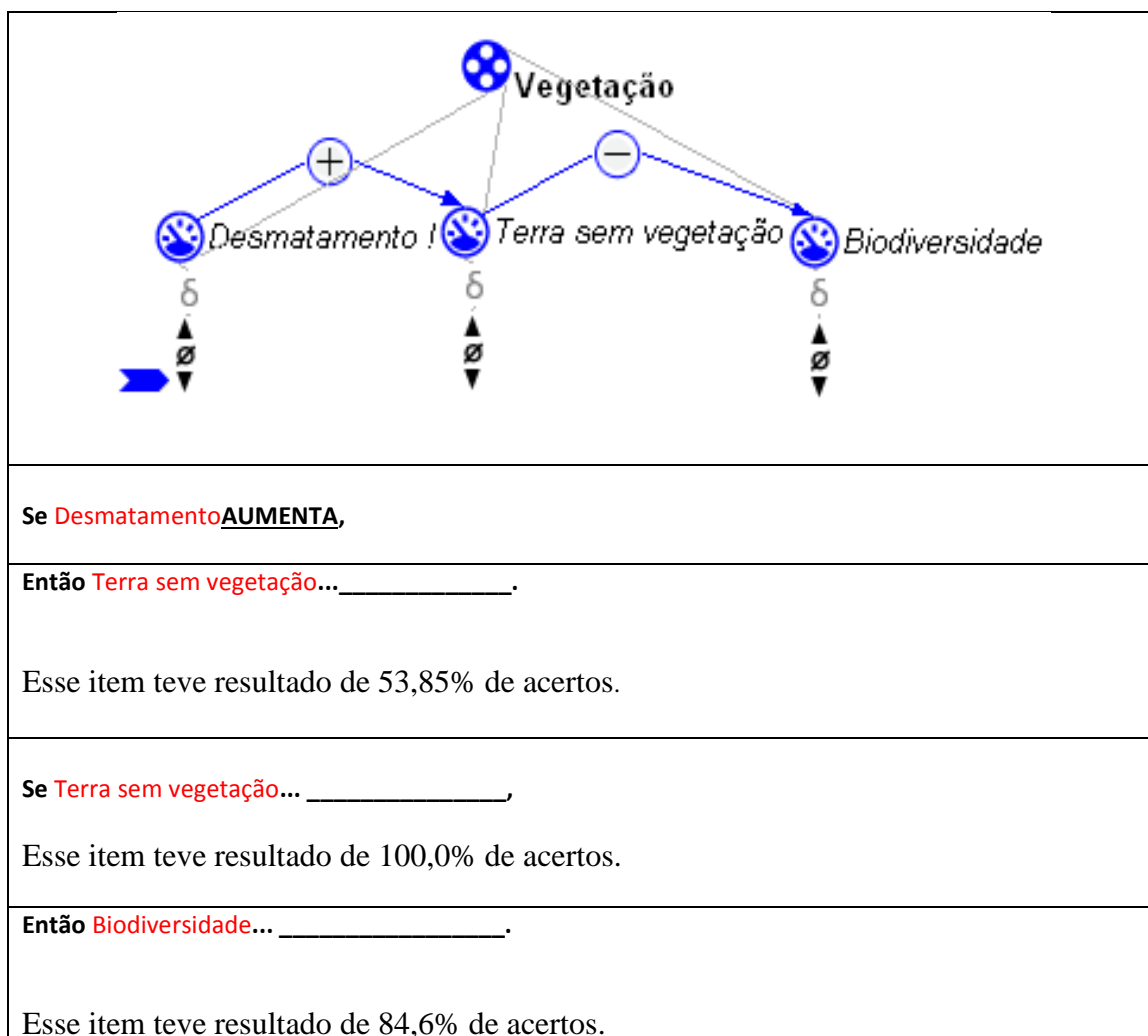 Vegetação
+
−
Desmatamento !
Terra sem vegetação
Biodiversidade
δ δ δ
ø ø ø
Se DesmatamentoAUMENTA,
Então Terra sem vegetação..._____________.
Esse item teve resultado de 53,85% de acertos.
Se Terra sem vegetação... _______________,
Esse item teve resultado de 100,0% de acertos.
Então Biodiversidade... _________________.
Esse item teve resultado de 84,6% de acertos.